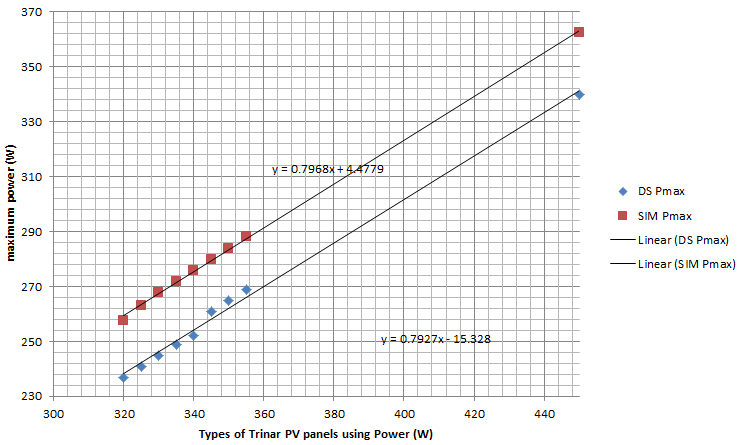 370
350
330
310
290
270
250
230
maximum power (W)
300 320 340 360 380 400 420 440
Types of Trinar PV panels using Power (W)
y = 0.7968x + 4.4779
y = 0.7927x - 15.328
DS Pmax
SIM Pmax
Linear (DS Pmax)
Linear (SIM Pmax)